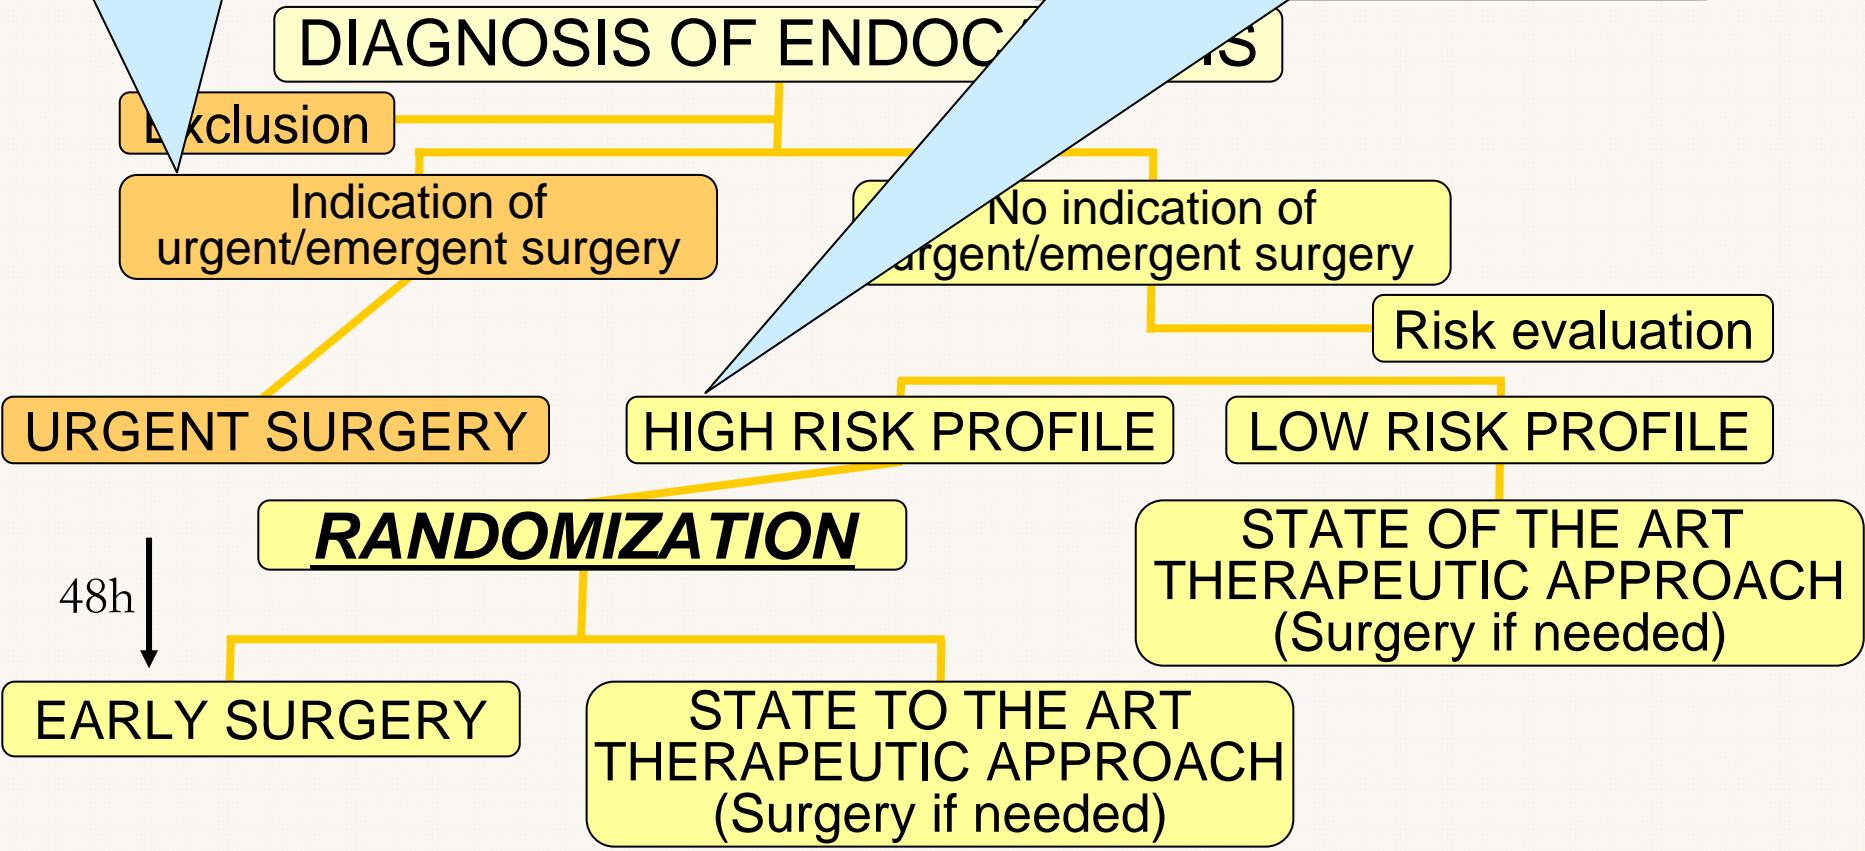 DIAGNOSIS OF ENDOC IS
Exclusion
Indication of
urgent/emergent surgery
No indication of
urgent/emergent surgery
Risk evaluation
URGENT SURGERY
HIGH RISK PROFILE
LOW RISK PROFILE
RANDOMIZATION
STATE OF THE ART
THERAPEUTIC APPROACH
(Surgery if needed)
48h
EARLY SURGERY
STATE TO THE ART
THERAPEUTIC APPROACH
(Surgery if needed)